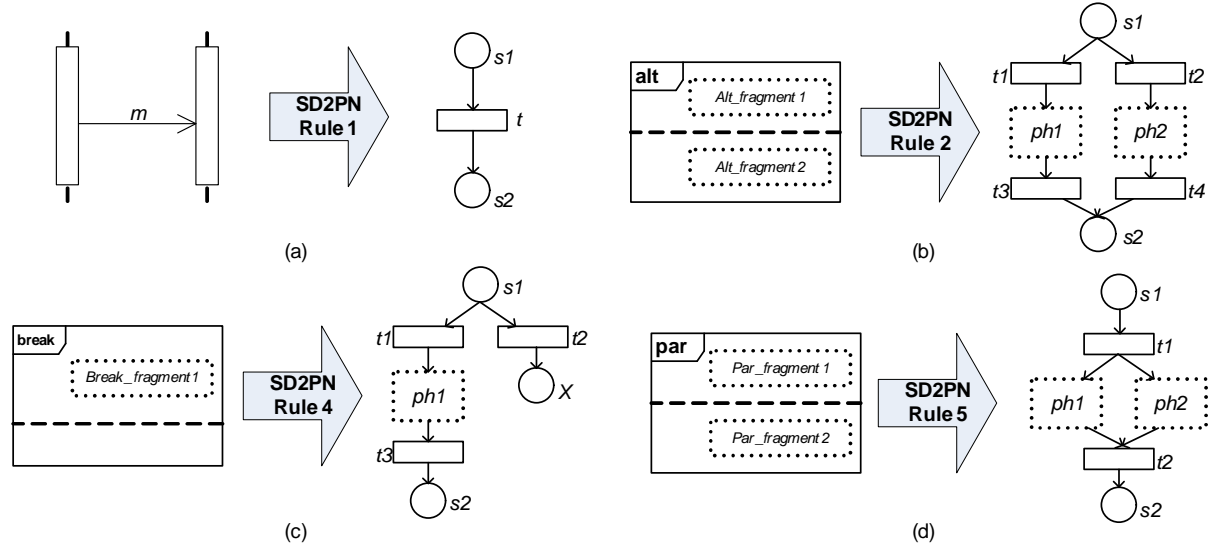 m
SD2PN
Rule 1
s1
t
s2
(a)
alt
Alt_fragment 1
Alt_fragment 2
SD2PN
Rule 2
s1
t1
t2
ph1
ph2
t3
t4
s2
(b)
break
Break_fragment1
SD2PN
Rule 4
s1
t1
t2
ph1
X
t3
s2
(c)
par
Par_fragment 1
Par_fragment 2
SD2PN
Rule 5
s1
t1
ph1
ph2
t2
s2
(d)